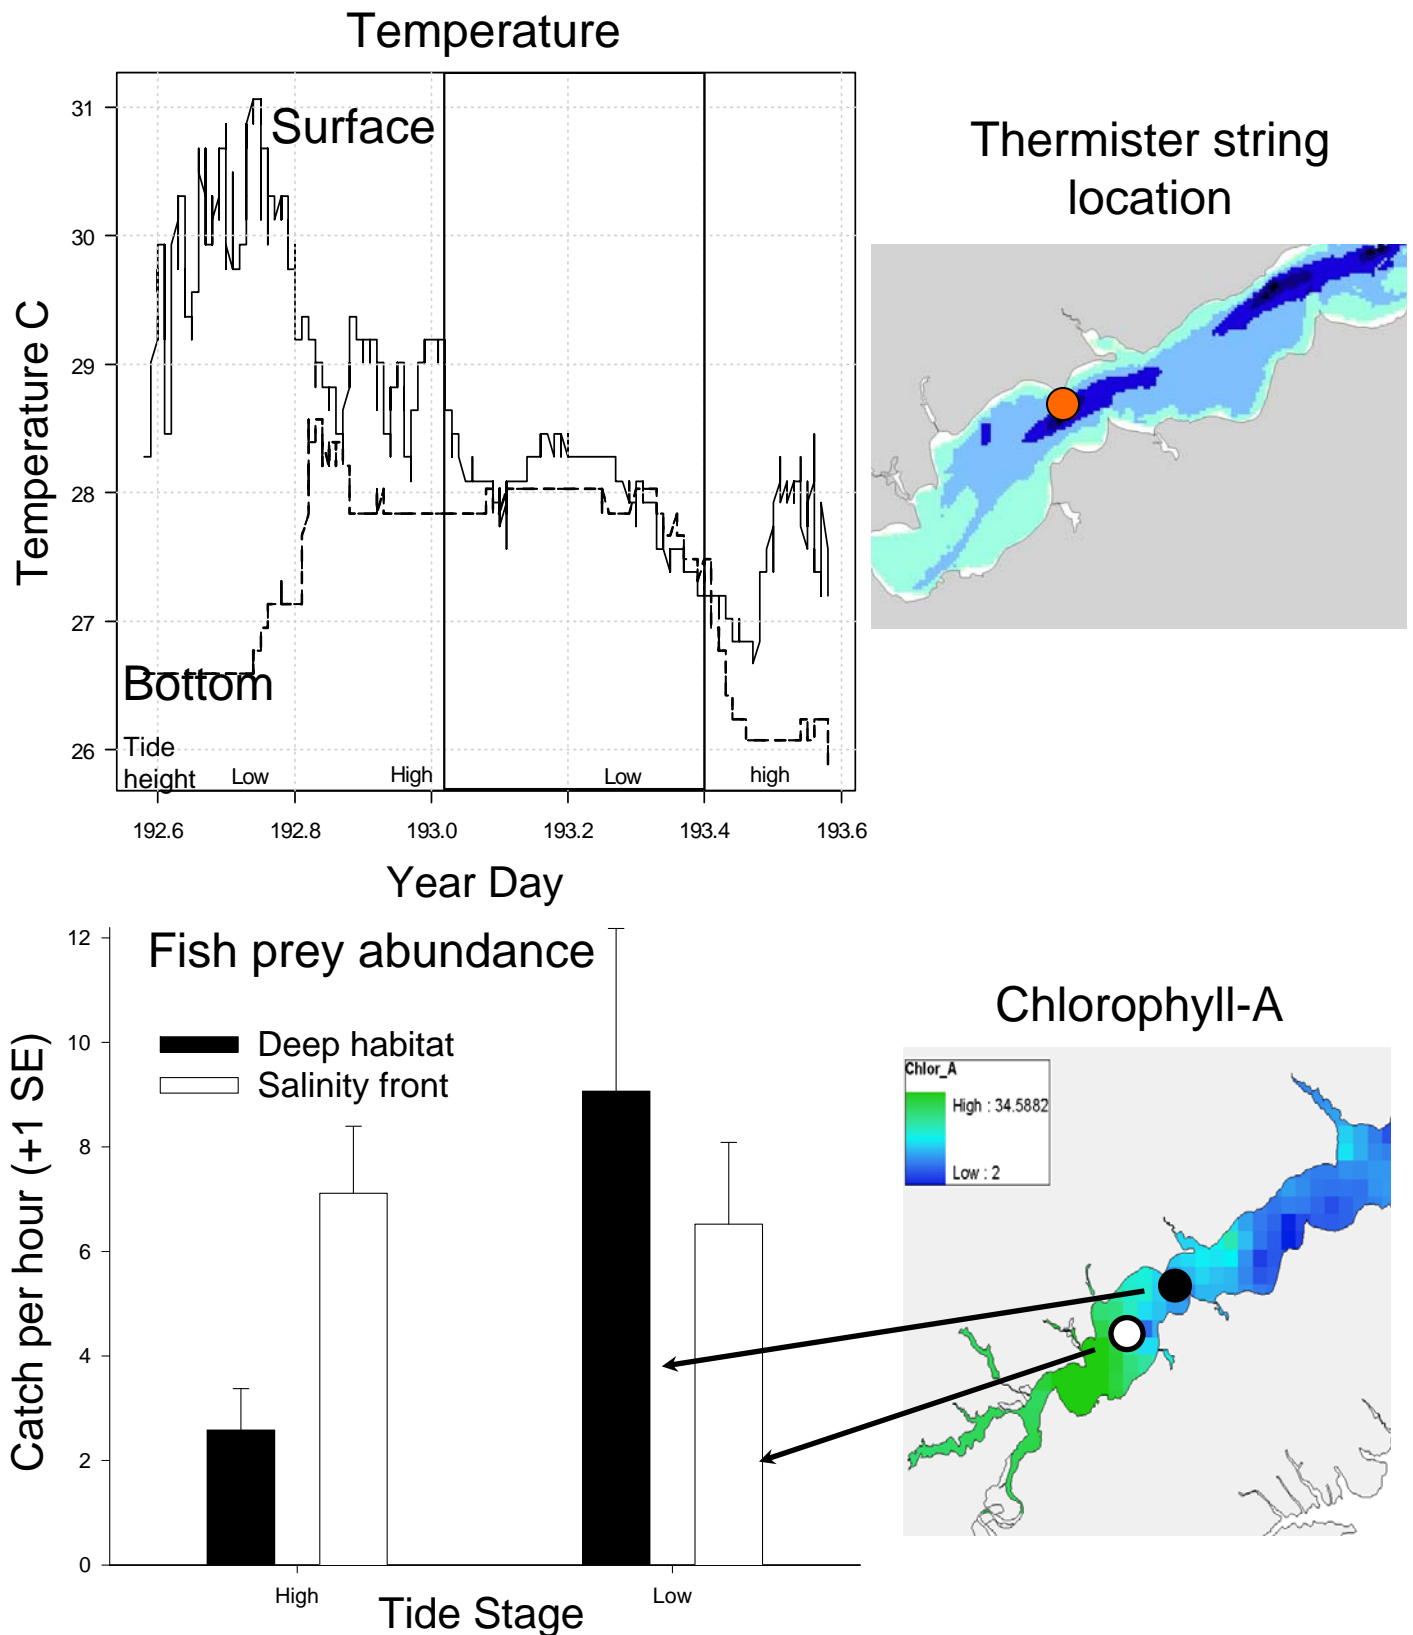 Temperature
Surface
Bottom
Temperature C
31
30
29
28
27
26
Tide
height
Low
High
Low
high
192.6
192.8
193.0
193.2
193.4
193.6
Year Day
Thermister string
location
Fish prey abundance
Deep habitat
Salinity front
Catch per hour (+1 SE)
12
10
8
6
4
2
0
High
Low
Tide Stage
Chlorophyll-A
Chlor_A
High : 34.5882
Low : 2